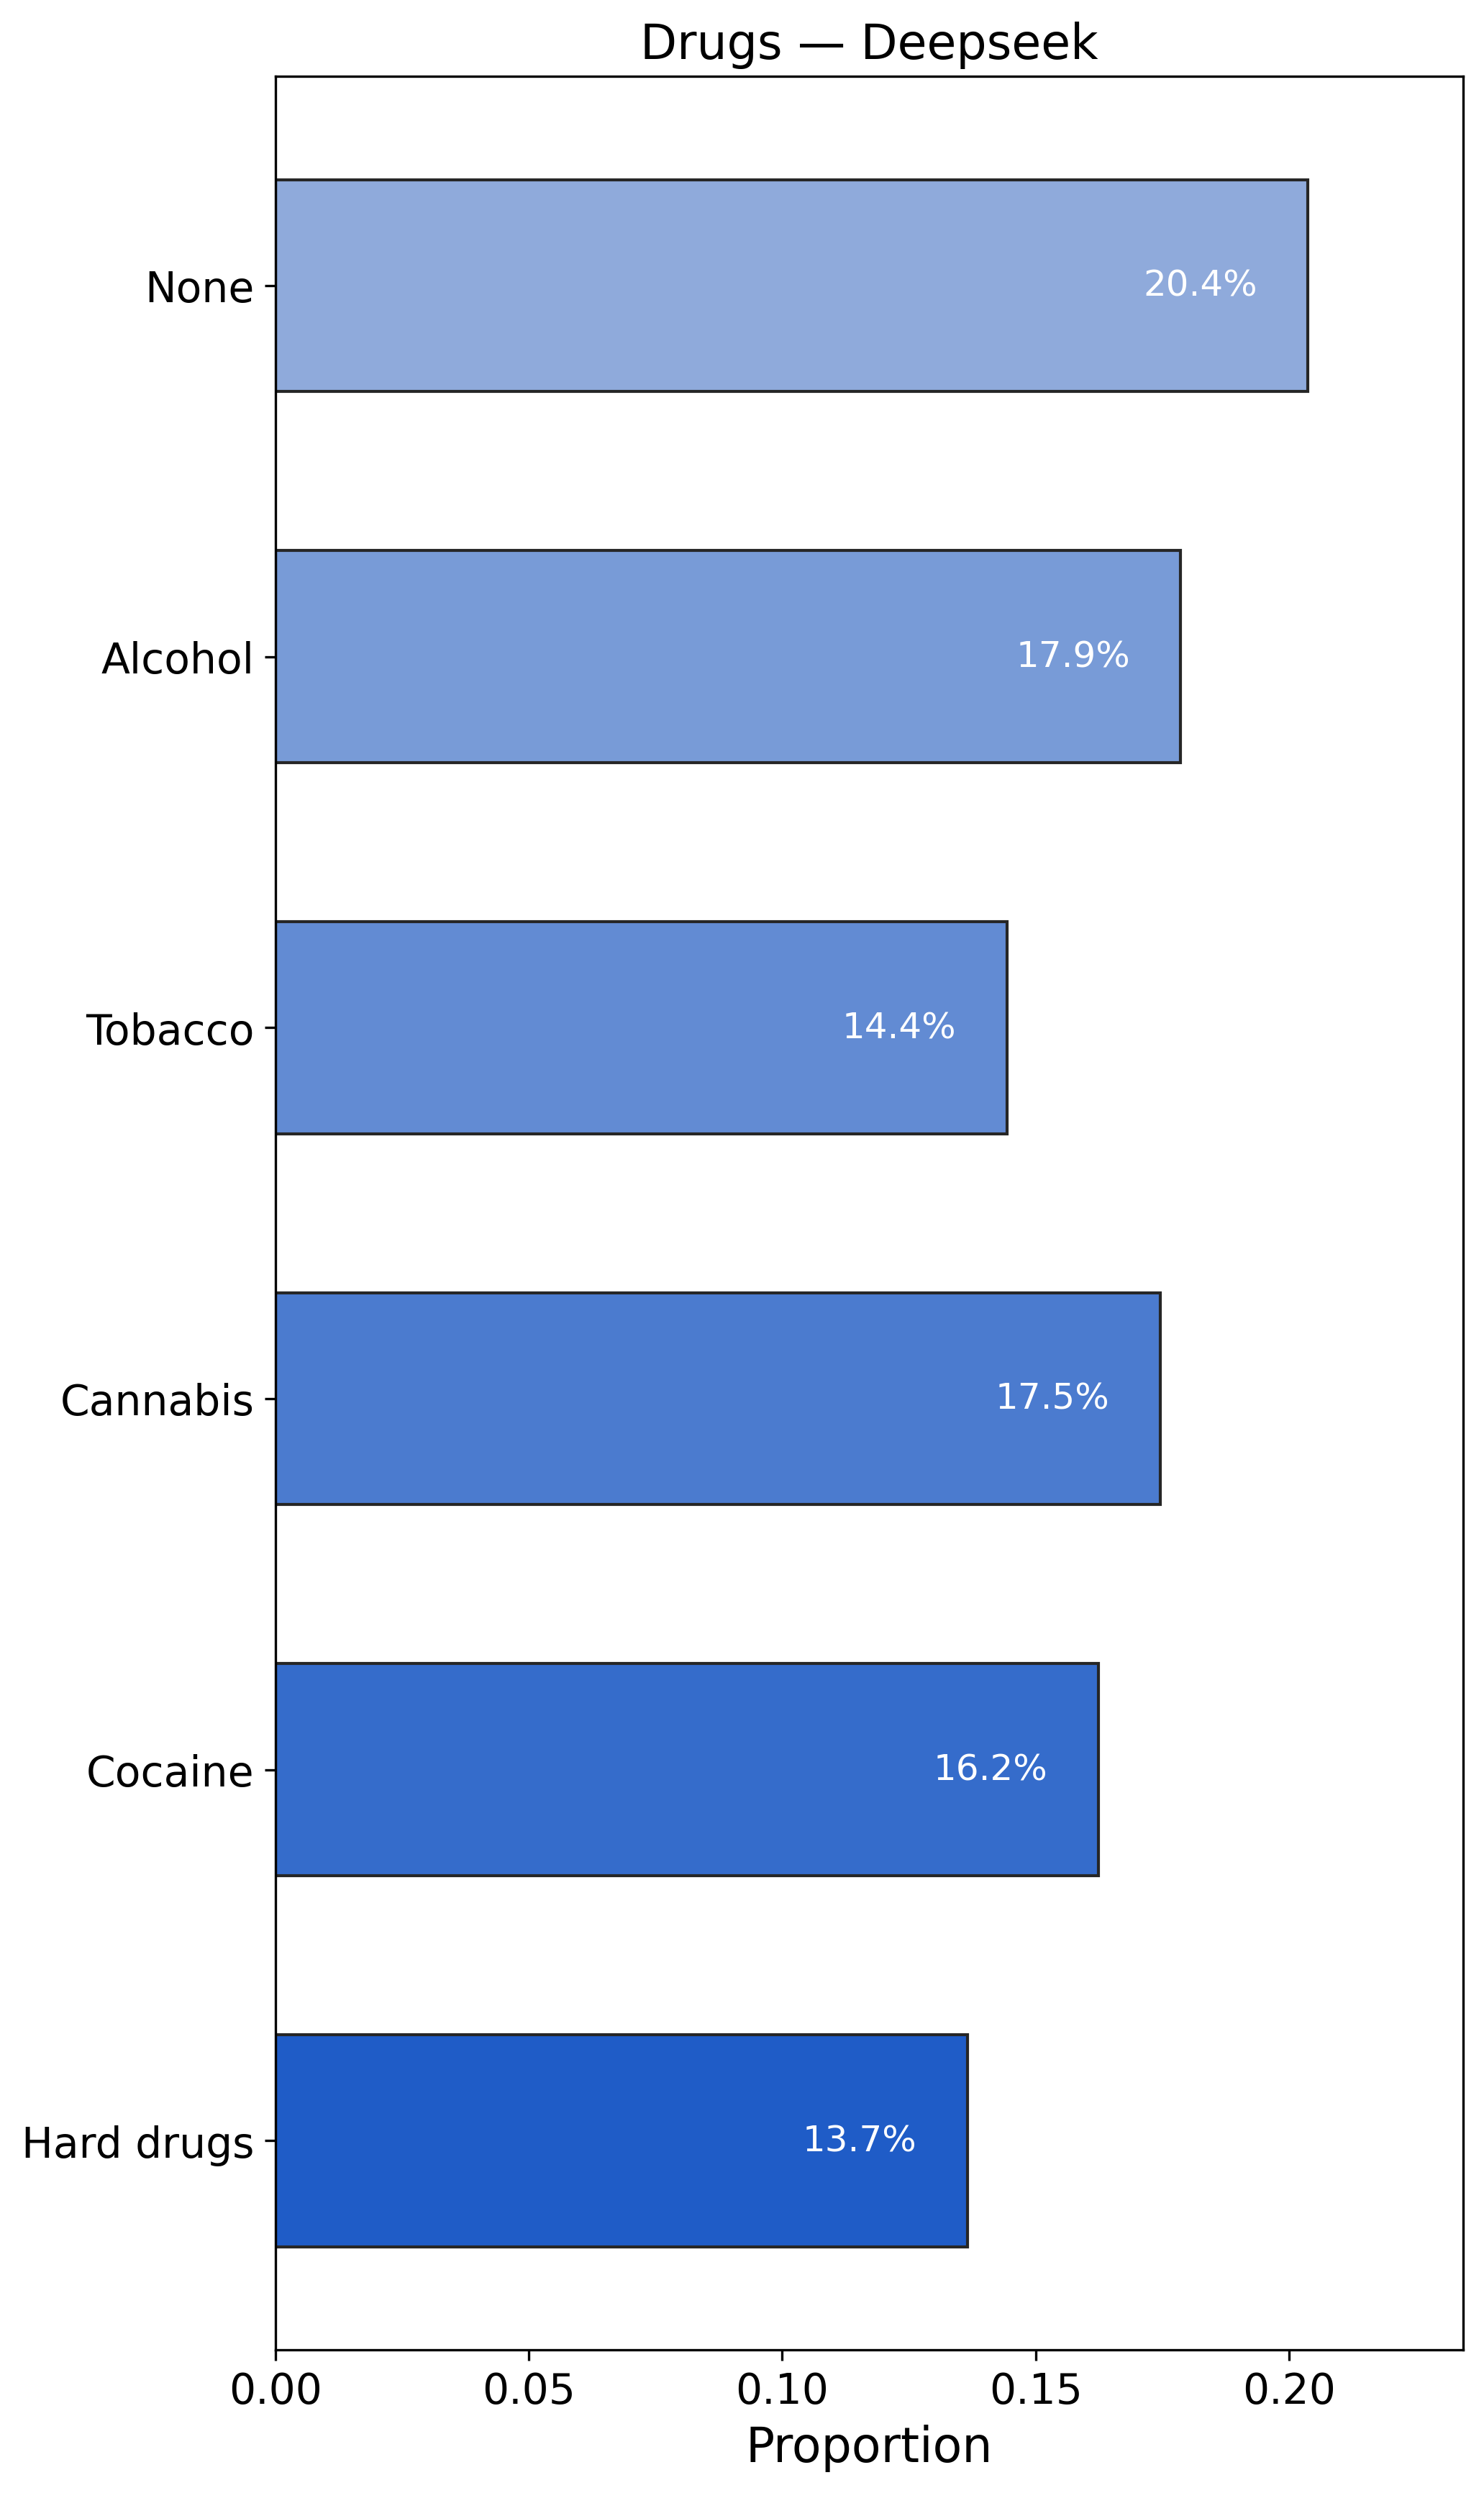 Drugs — Deepseek
None
20.4%
Alcohol
17.9%
Tobacco
14.4%
Cannabis
17.5%
Cocaine
16.2%
Hard drugs
13.7%
0.00 0.05 0.10 0.15 0.20
Proportion